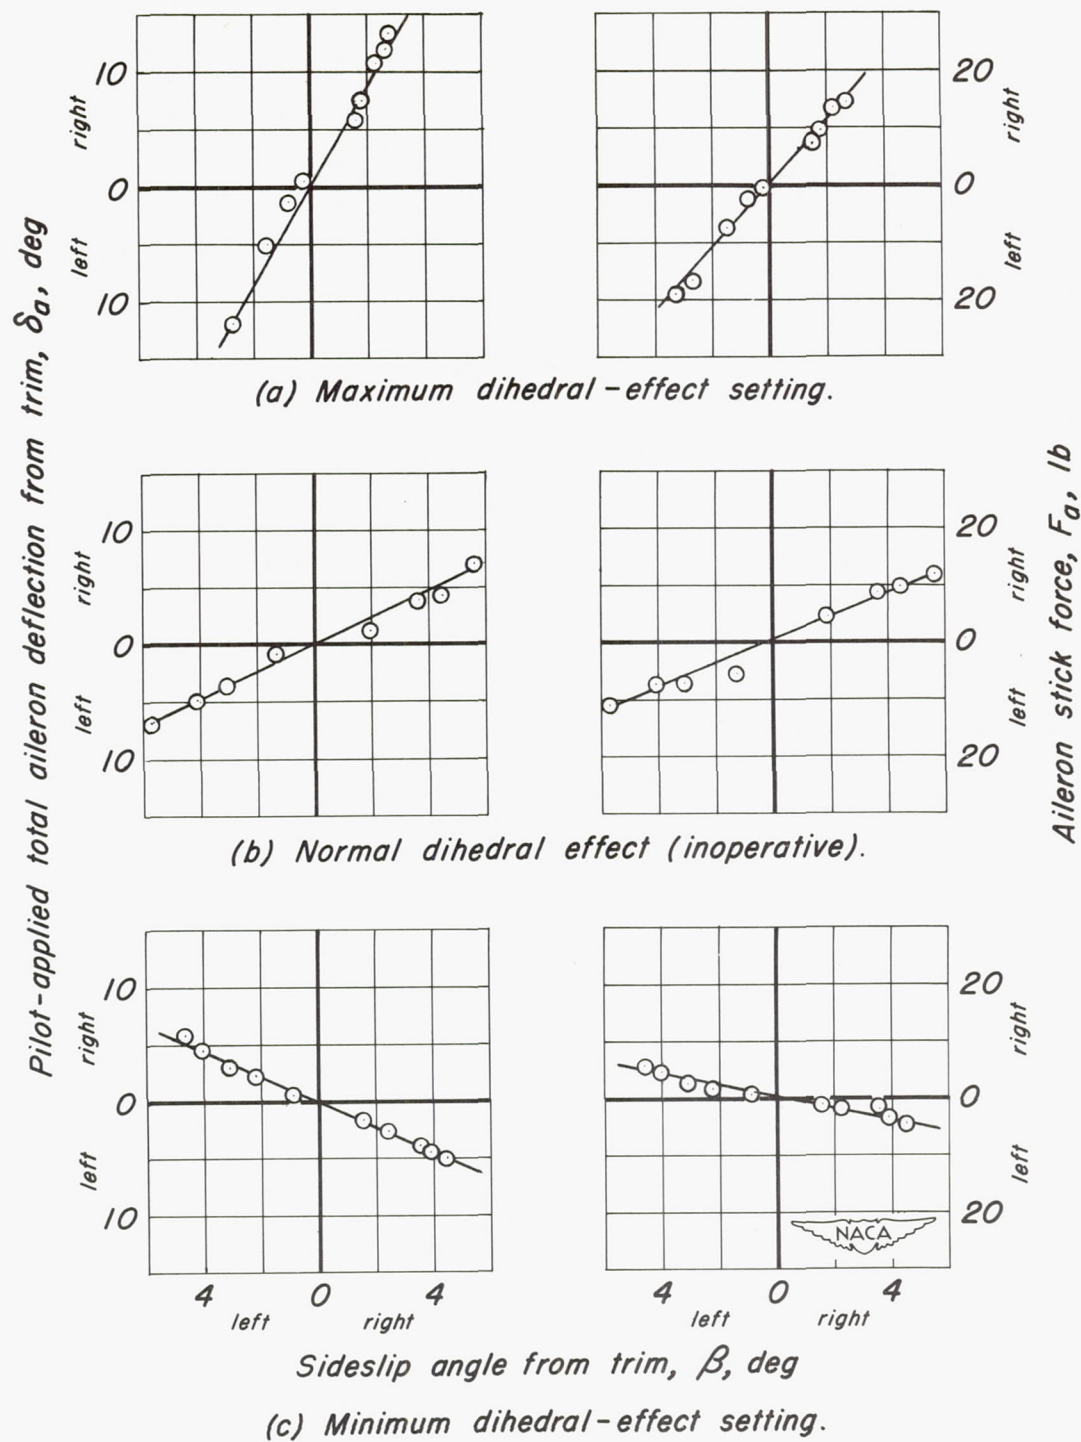 Pilot-applied total aileron deflection from trim, δa, deg
right
left
10
0
10
20
0
20
right
left
Aileron stick force, Fa, lb
(a) Maximum dihedral-effect setting.
right
left
10
0
10
20
0
20
right
left
(b) Normal dihedral effect (inoperative).
right
left
10
0
10
20
0
20
right
left
NACA
4 0 4
left right
4 0 4
left right
Sideslip angle from trim, β, deg
(c) Minimum dihedral-effect setting.